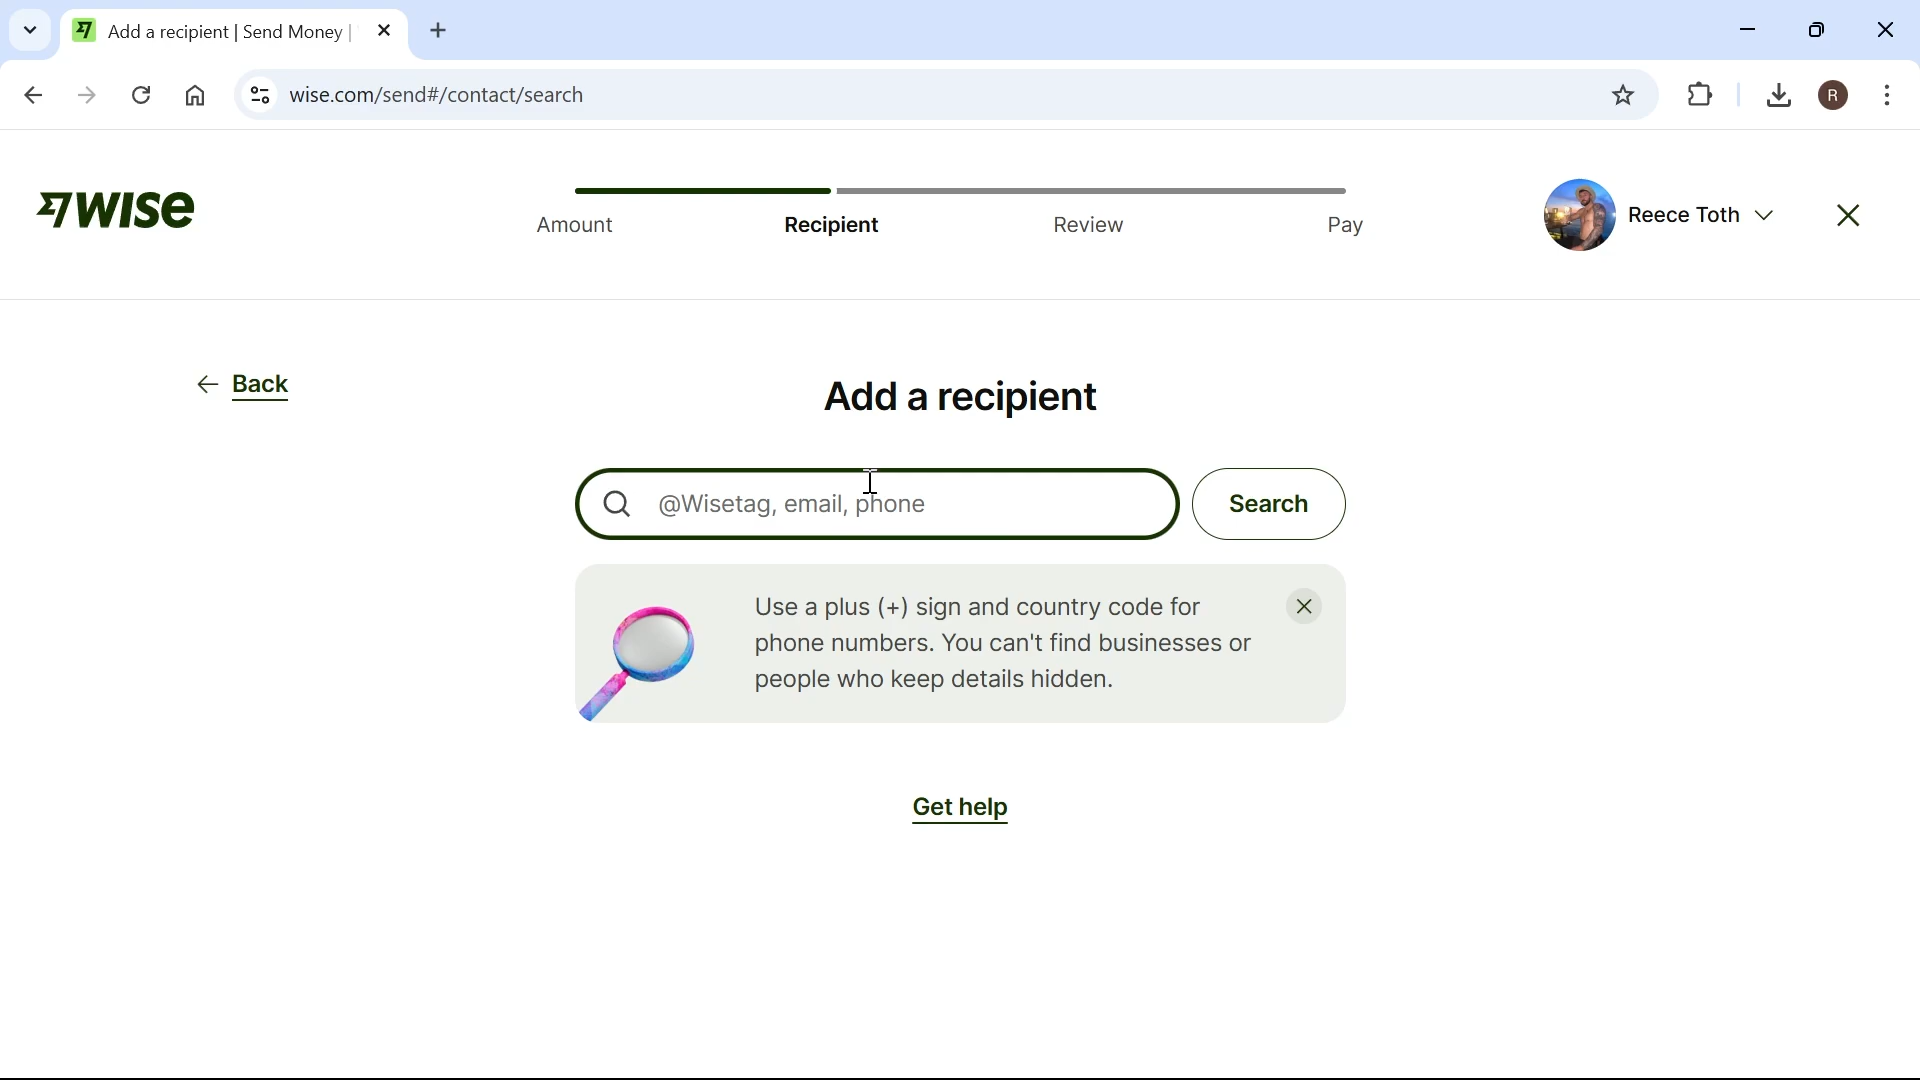 Add a recipient | Send Money |
wise.com/send#/contact/search
R
WISE
Amount
Recipient
Review
Pay
Reece Toth
Back
Add a recipient
@Wisetag, email, phone
Search
Use a plus (+) sign and country code for
phone numbers. You can't find businesses or
people who keep details hidden.
Get help